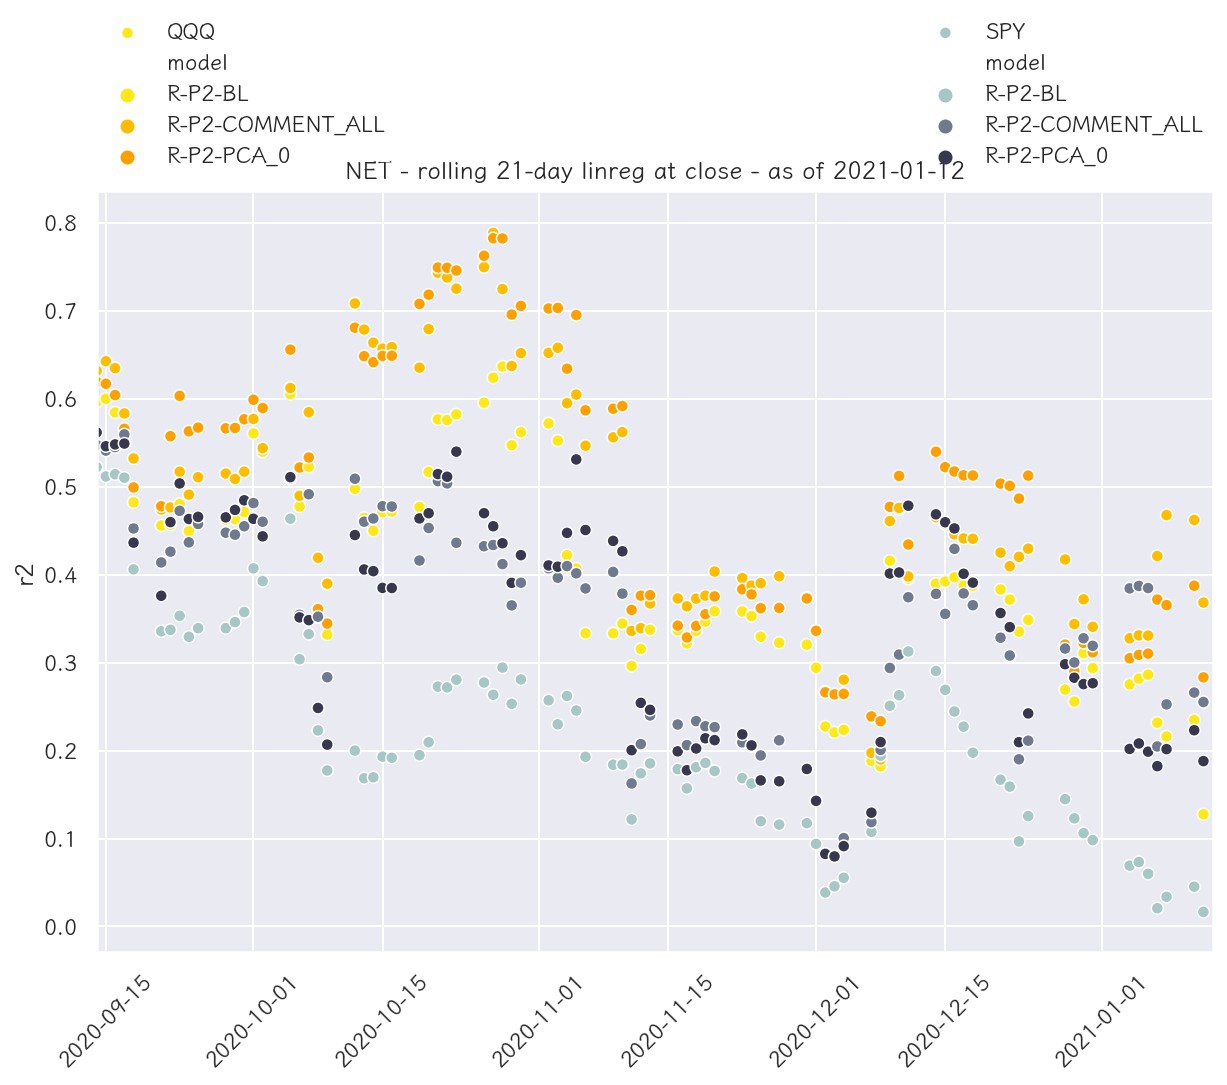 QQQ
model
R-P2-BL
R-P2-COMMENT_ALL
R-P2-PCA_0
SPY
model
R-P2-BL
R-P2-COMMENT_ALL
R-P2-PCA_0
NET - rolling 21-day linreg at close - as of 2021-01-12
r2
0.8
0.7
0.6
0.5
0.4
0.3
0.2
0.1
0.0
2020-09-15
2020-10-01
2020-10-15
2020-11-01
2020-11-15
2020-12-01
2020-12-15
2021-01-01